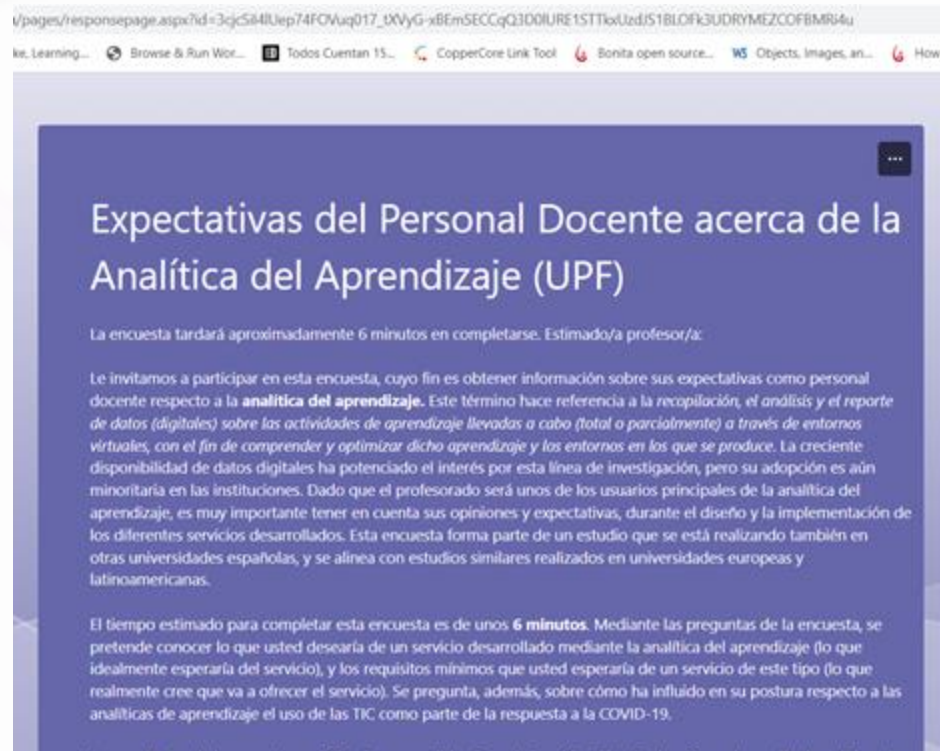 /pages/responsepage.aspx?id=
ke, Learning... Browse & Run Wor... Todos Cuentan 15... CopperCore Link Tool Bonita open source... W3 Objects, Images, an... How
...
Expectativas del Personal Docente acerca de la
Analítica del Aprendizaje (UPF)
La encuesta tardará aproximadamente 6 minutos en completarse. Estimado/a profesor/a:
Le invitamos a participar en esta encuesta, cuyo fin es obtener información sobre sus expectativas como personal
docente respecto a la analítica del aprendizaje. Este término hace referencia a la recopilación, el análisis y el reporte
de datos (digitales) sobre las actividades de aprendizaje llevadas a cabo (total o parcialmente) a través de entornos
virtuales, con el fin de comprender y optimizar dicho aprendizaje y los entornos en los que se produce. La creciente
disponibilidad de datos digitales ha potenciado el interés por esta línea de investigación, pero su adopción es aún
minoritaria en las instituciones. Dado que el profesorado será unos de los usuarios principales de la analítica del
aprendizaje, es muy importante tener en cuenta sus opiniones y expectativas, durante el diseño y la implementación de
los diferentes servicios desarrollados. Esta encuesta forma parte de un estudio que se está realizando también en
otras universidades españolas, y se alinea con estudios similares realizados en universidades europeas y
latinoamericanas.
El tiempo estimado para completar esta encuesta es de unos 6 minutos. Mediante las preguntas de la encuesta, se
pretende conocer lo que usted desearía de un servicio desarrollado mediante la analítica del aprendizaje (lo que
idealmente esperaría del servicio), y los requisitos mínimos que usted esperaría de un servicio de este tipo (lo que
realmente cree que va a ofrecer el servicio). Se pregunta, además, sobre cómo ha influido en su postura respecto a las
analíticas de aprendizaje el uso de las TIC como parte de la respuesta a la COVID-19.